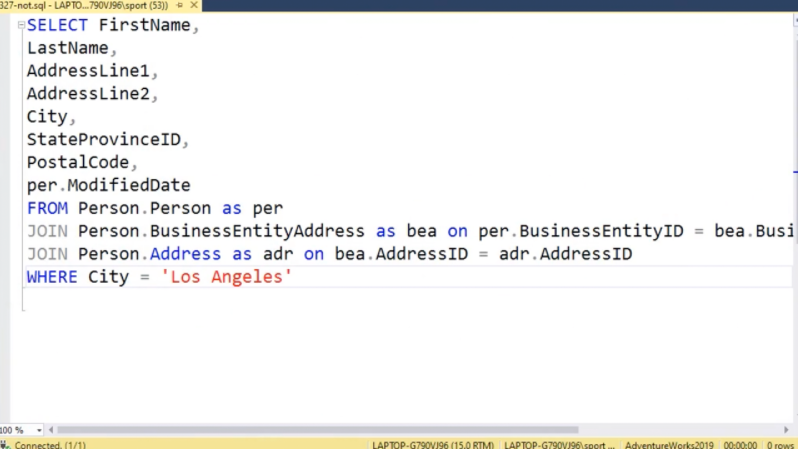 327-not.sql - LAPTO...790VJ96\sport (53))
SELECT FirstName,
LastName,
AddressLine1,
AddressLine2,
City,
StateProvinceID,
PostalCode,
per.ModifiedDate
FROM Person.Person as per
JOIN Person.BusinessEntityAddress as bea on per.BusinessEntityID = bea.Busi
JOIN Person.Address as adr on bea.AddressID = adr.AddressID
WHERE City = 'Los Angeles'
100 %
Connected. (1/1) LAPTOP-G790VJ96 (15.0 RTM) LAPTOP-G790VJ96\sport ... AdventureWorks2019 00:00:00 0 rows